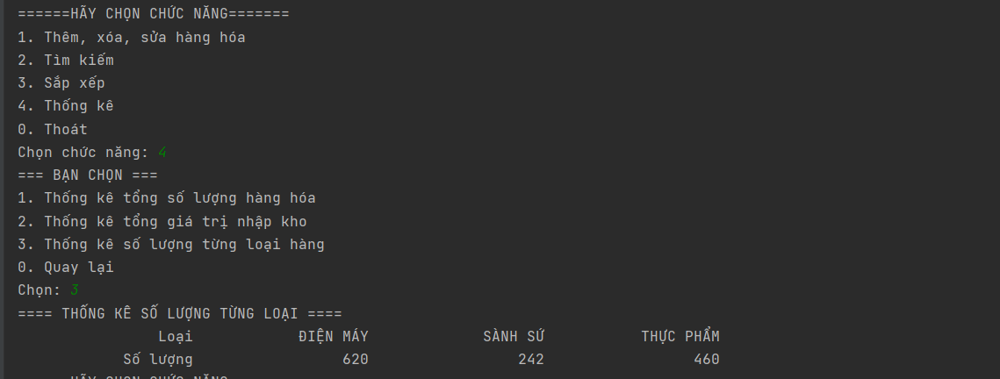 ======HÃY CHỌN CHỨC NĂNG=======
1. Thêm, xóa, sửa hàng hóa
2. Tìm kiếm
3. Sắp xếp
4. Thống kê
0. Thoát
Chọn chức năng: 4
=== BẠN CHỌN ===
1. Thống kê tổng số lượng hàng hóa
2. Thống kê tổng giá trị nhập kho
3. Thống kê số lượng từng loại hàng
0. Quay lại
Chọn: 3
==== THỐNG KÊ SỐ LƯỢNG TỪNG LOẠI ====
Loại ĐIỆN MÁY SÀNH SỨ THỰC PHẨM
Số lượng 620 242 460